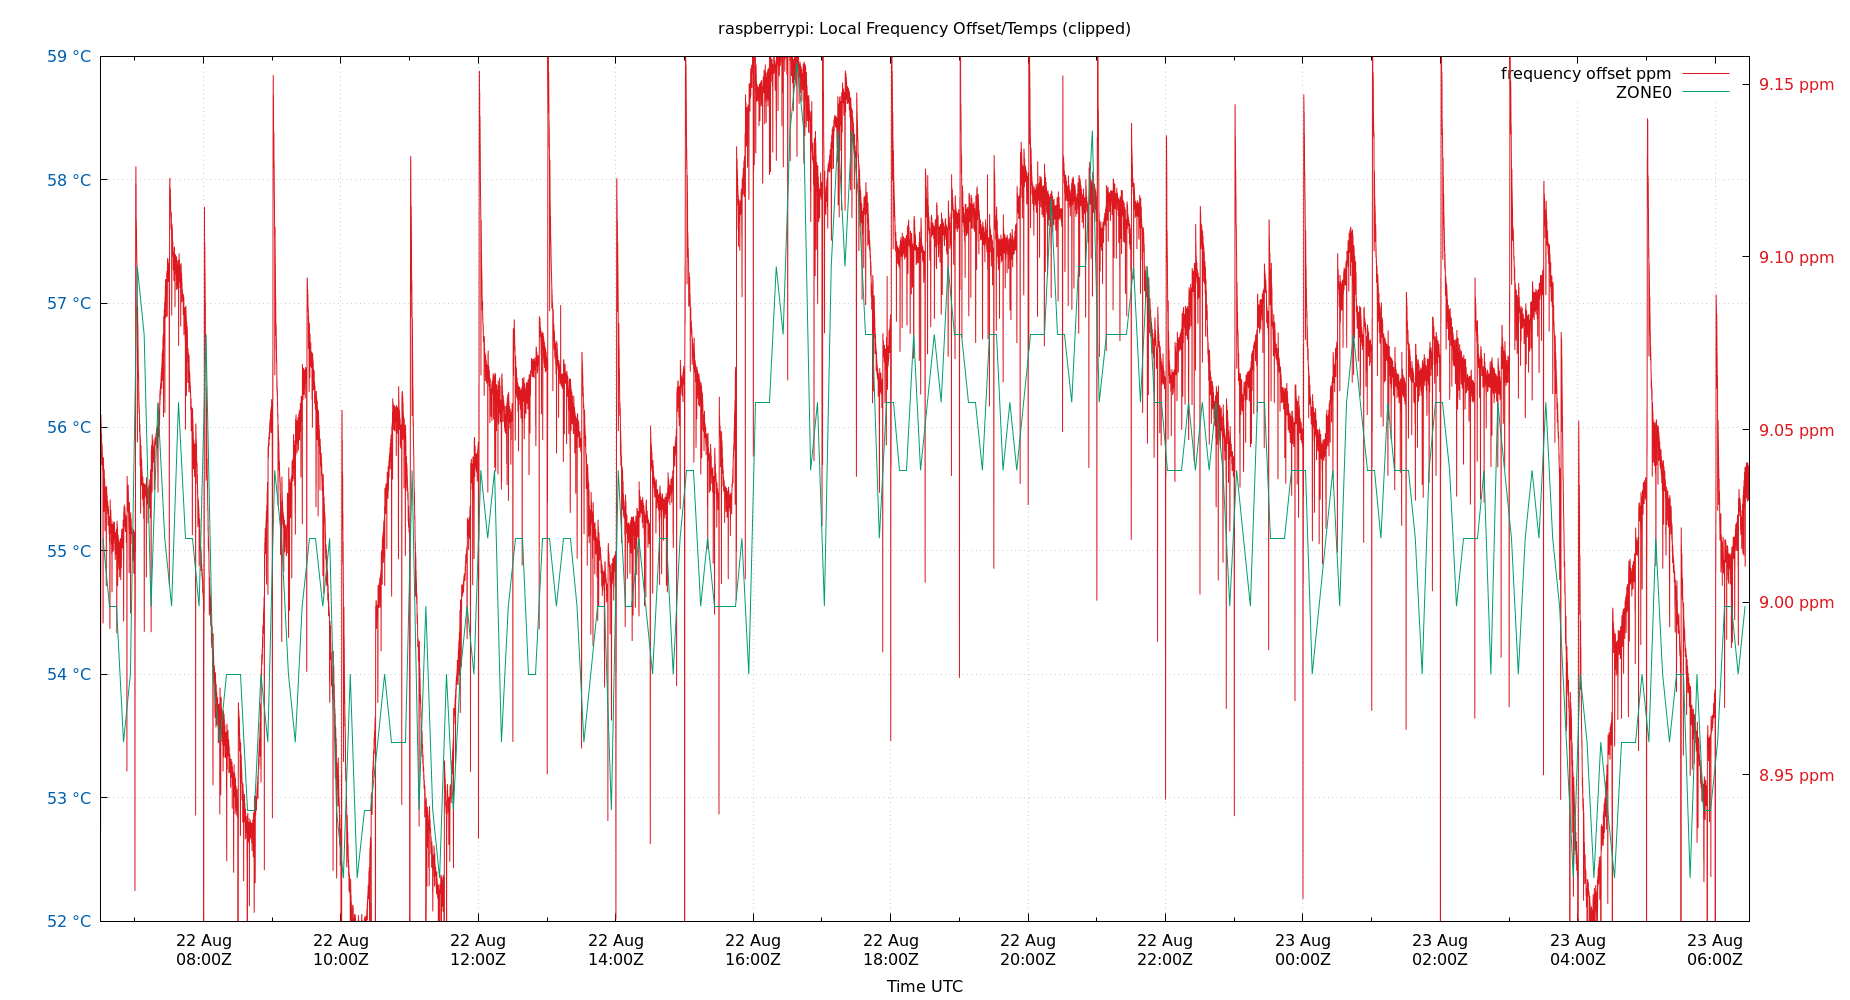 raspberrypi: Local Frequency Offset/Temps (clipped)
59 °C
58 °C
57 °C
56 °C
55 °C
54 °C
53 °C
52 °C
frequency offset ppm
ZONE0
9.15 ppm
9.10 ppm
9.05 ppm
9.00 ppm
8.95 ppm
22 Aug 22 Aug 22 Aug 22 Aug 22 Aug 22 Aug 22 Aug 22 Aug 23 Aug 23 Aug 23 Aug 23 Aug
08:00Z 10:00Z 12:00Z 14:00Z 16:00Z 18:00Z 20:00Z 22:00Z 00:00Z 02:00Z 04:00Z 06:00Z
Time UTC